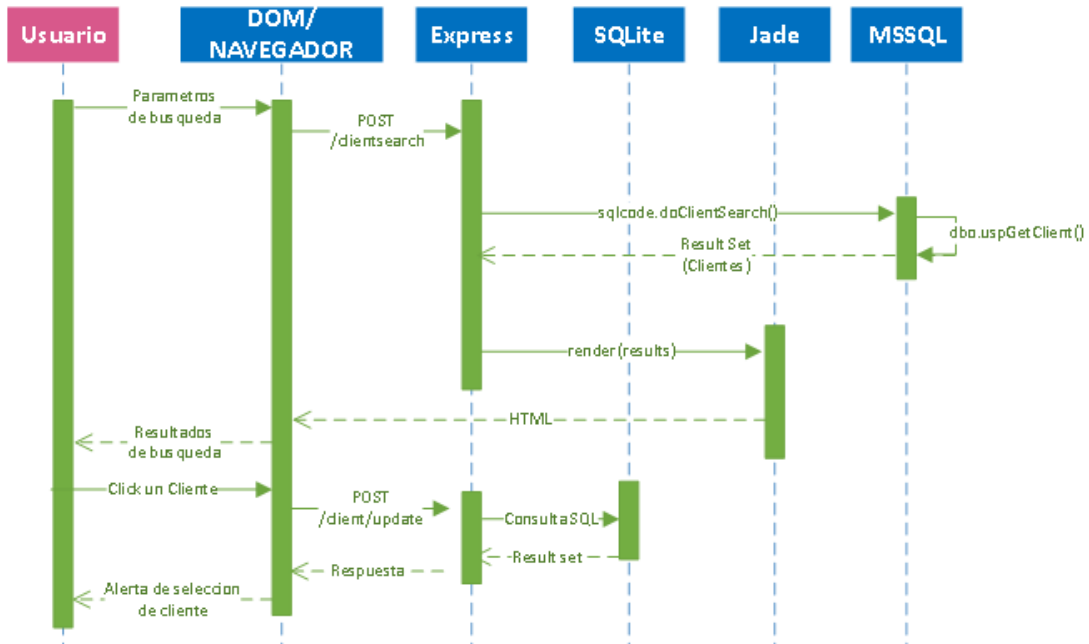 Usuario
DOM/
NAVEGADOR
Express
SQLite
Jade
MSSQL
Parametros
de busqueda
POST
/clientsearch
sqlcode.doClientSearch()
dbo.uspGetClient()
Result Set
(Clientes)
render(results)
HTML
Resultados
de busqueda
Click un Cliente
POST
/client/update
Consulta SQL
Result set
Respuesta
Alerta de seleccion
de cliente